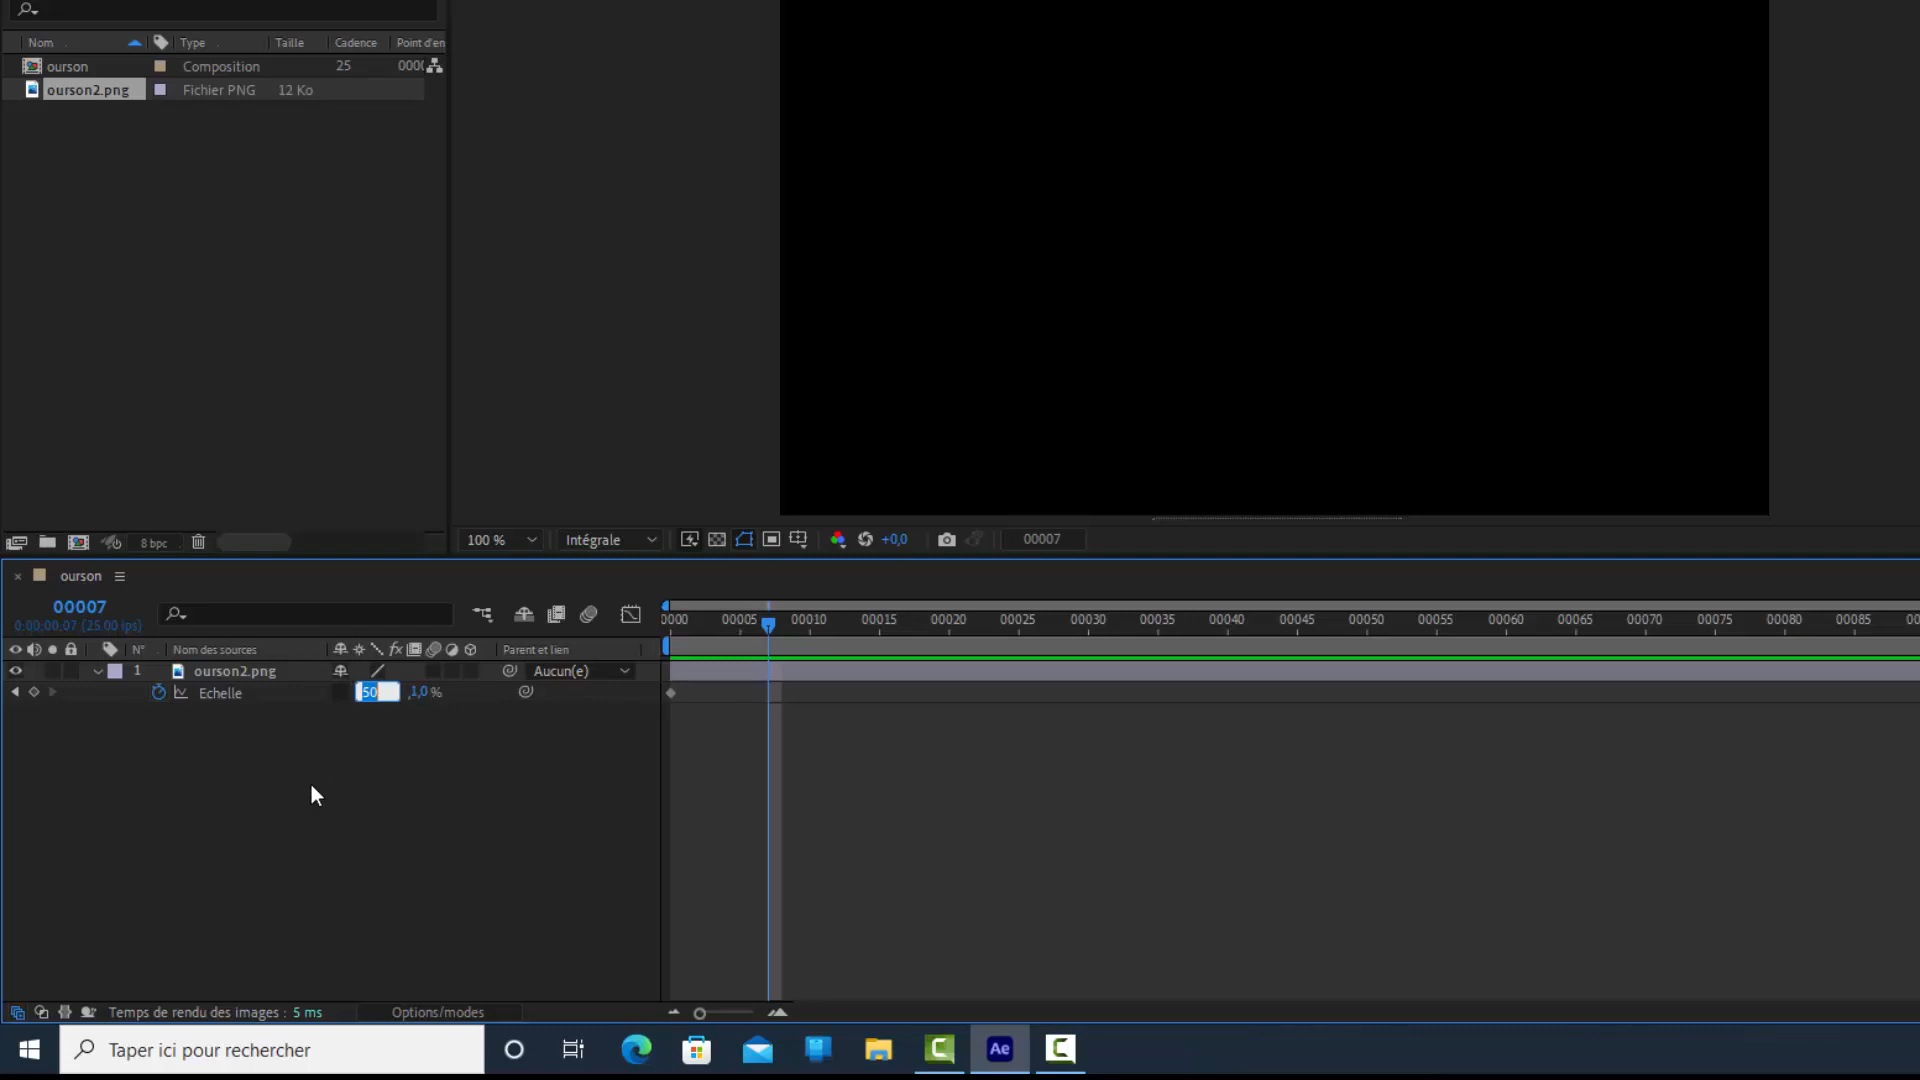 Nom Type Taille Cadence Point d'en
ourson Composition 25 000
ourson2.png Fichier PNG 12 Ko
8 bpc
100 % Intégrale +0,0 00007
ourson
00007
0:00:00:07 (25.00 ips)
0000 00005 00010 00015 00020 00025 00030 00035 00040 00045 00050 00055 00060 00065 00070 00075 00080 00085 00
N° Nom des sources fx Parent et lien
1 ourson2.png Aucun(e)
Echelle 50 ,1,0 %
Temps de rendu des images : 5 ms Options/modes
Taper ici pour rechercher
C Ae C